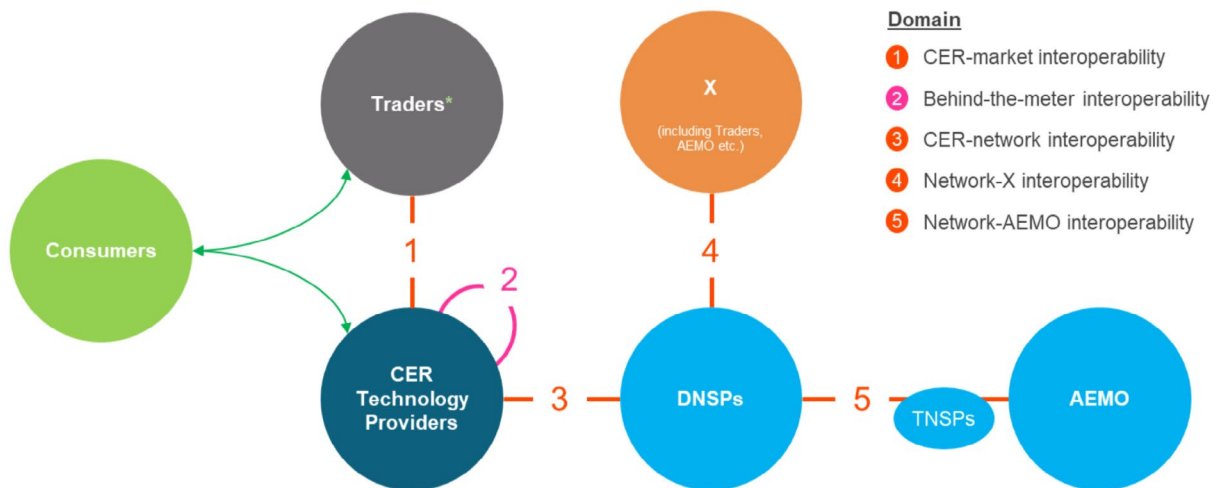 Domain
1 CER-market interoperability
2 Behind-the-meter interoperability
3 CER-network interoperability
4 Network-X interoperability
5 Network-AEMO interoperability
Traders*
X
(including Traders,
AEMO etc.)
Consumers
1
4
2
CER
Technology
Providers
3
DNSPs
5
TNSPs
AEMO